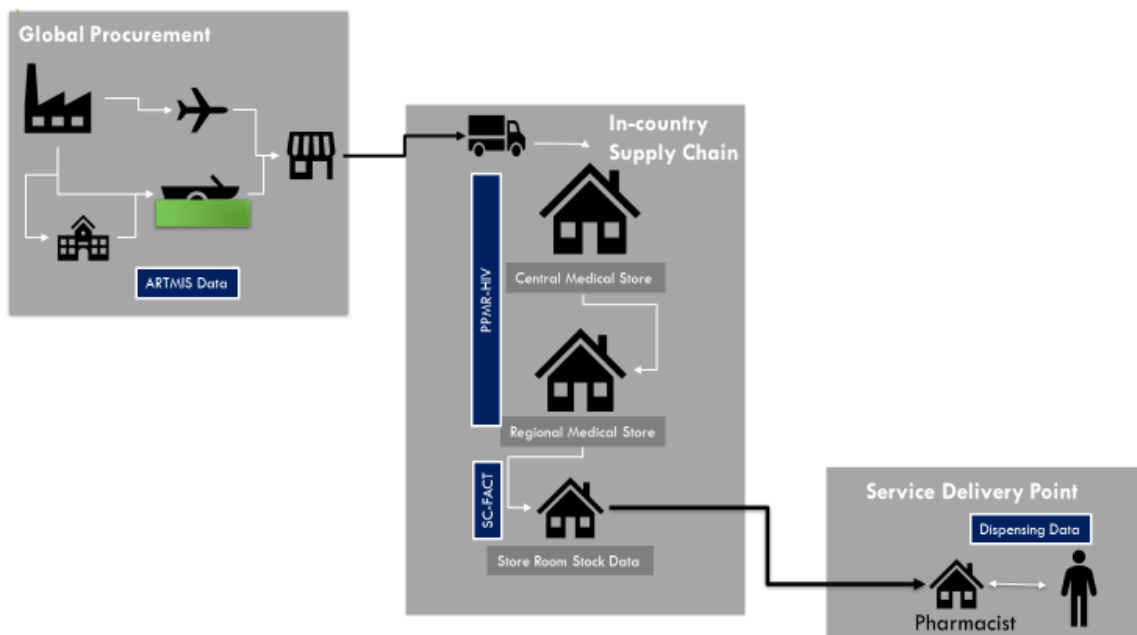 Global Procurement
ARTMIS Data
In-country
Supply Chain
PPMR-HIV
Central Medical Store
Regional Medical Store
SC-FACT
Store Room Stock Data
Service Delivery Point
Dispensing Data
Pharmacist